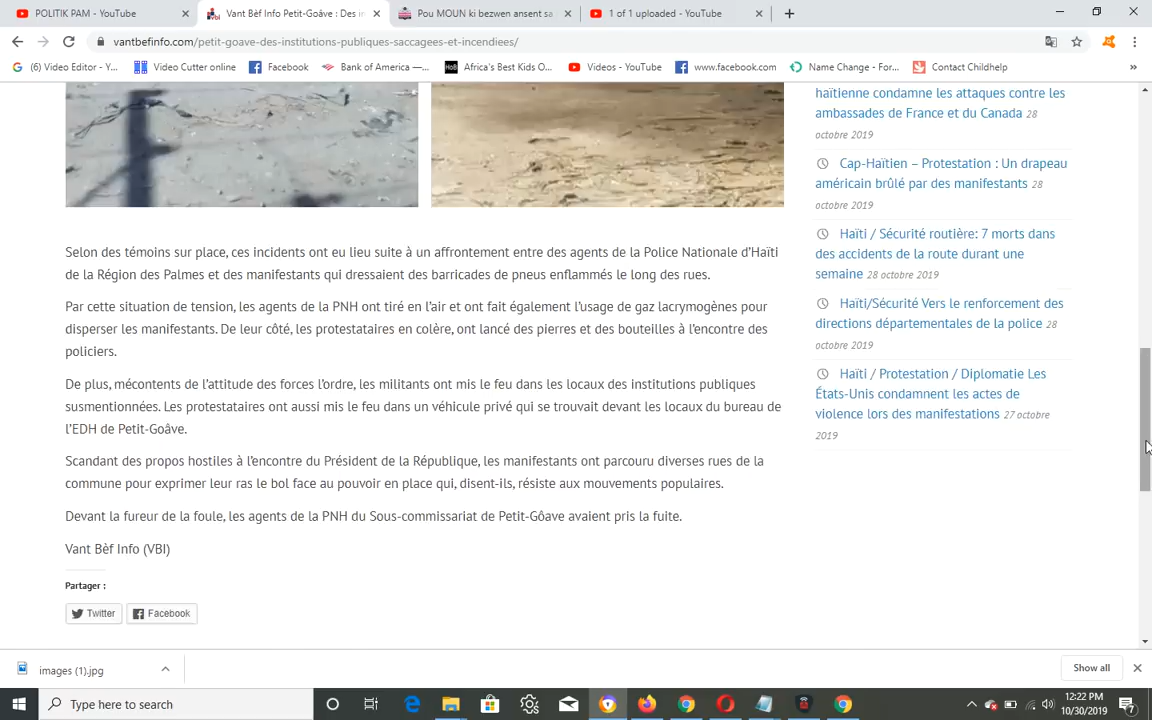 POLITIK PAM - YouTube
Vant Bèf Info Petit-Goâve : Des in
Pou MOUN ki bezwen ansent sa
1 of 1 uploaded - YouTube
vantbefinfo.com/petit-goave-des-institutions-publiques-saccagees-et-incendiees/
(6) Video Editor - Y...
Video Cutter online
Facebook
Bank of America —...
Africa's Best Kids O...
Videos - YouTube
www.facebook.com
Name Change - For...
Contact Childhelp
»
Selon des témoins sur place, ces incidents ont eu lieu suite à un affrontement entre des agents de la Police Nationale d'Haïti
de la Région des Palmes et des manifestants qui dressaient des barricades de pneus enflammés le long des rues.
Par cette situation de tension, les agents de la PNH ont tiré en l'air et ont fait également l'usage de gaz lacrymogènes pour
disperser les manifestants. De leur côté, les protestataires en colère, ont lancé des pierres et des bouteilles à l'encontre des
policiers.
De plus, mécontents de l'attitude des forces l'ordre, les militants ont mis le feu dans les locaux des institutions publiques
susmentionnées. Les protestataires ont aussi mis le feu dans un véhicule privé qui se trouvait devant les locaux du bureau de
l'EDH de Petit-Goâve.
Scandant des propos hostiles à l'encontre du Président de la République, les manifestants ont parcouru diverses rues de la
commune pour exprimer leur ras le bol face au pouvoir en place qui, disent-ils, résiste aux mouvements populaires.
Devant la fureur de la foule, les agents de la PNH du Sous-commissariat de Petit-Gôave avaient pris la fuite.
Vant Bèf Info (VBI)
Partager :
Twitter
Facebook
haïtienne condamne les attaques contre les
ambassades de France et du Canada 28
octobre 2019
Cap-Haïtien – Protestation : Un drapeau
américain brûlé par des manifestants 28
octobre 2019
Haïti / Sécurité routière: 7 morts dans
des accidents de la route durant une
semaine 28 octobre 2019
Haïti/Sécurité Vers le renforcement des
directions départementales de la police 28
octobre 2019
Haïti / Protestation / Diplomatie Les
États-Unis condamnent les actes de
violence lors des manifestations 27 octobre
2019
images (1).jpg
Show all
Type here to search
12:22 PM
10/30/2019
7